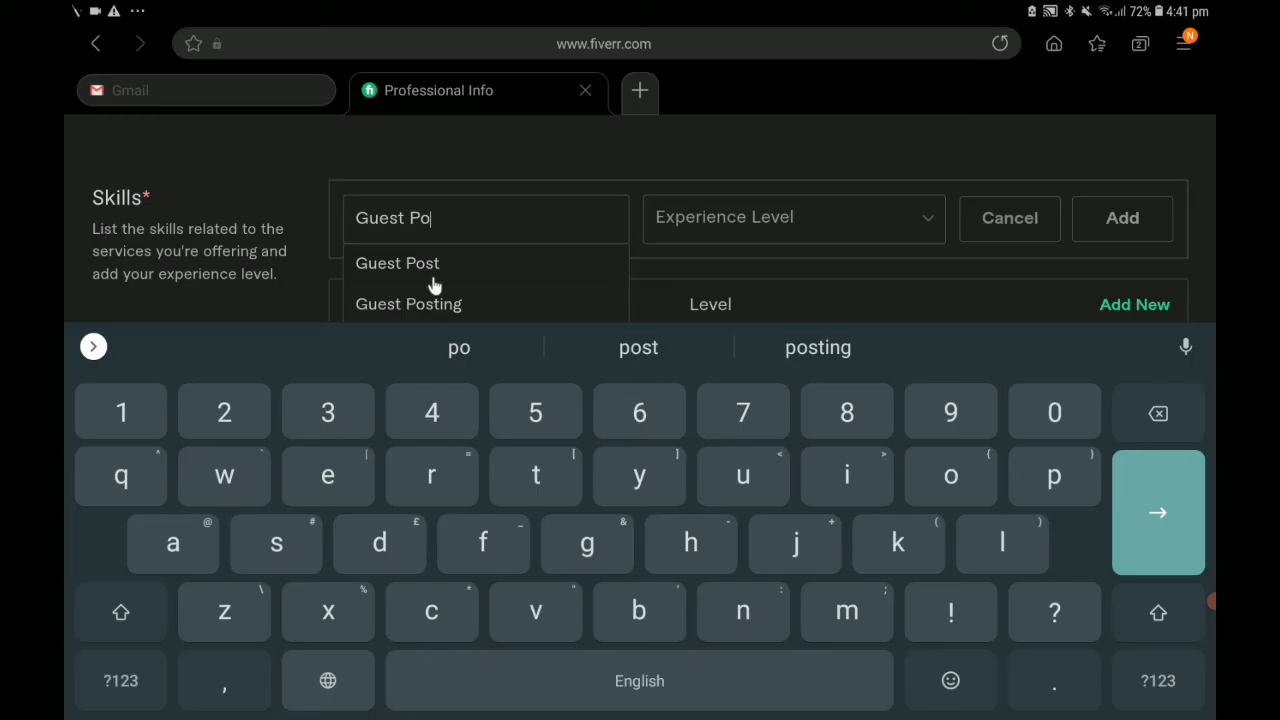 72% 4:41 pm
www.fiverr.com
2
N
Gmail
fi Professional Info
Skills*
List the skills related to the
services you're offering and
add your experience level.
Guest Po
Experience Level
Cancel
Add
Guest Post
Guest Posting
Level
Add New
po post posting
1 2 3 4 5 6 7 8 9 0
^ ` | = [ ] < > { }
q w e r t y u i o p
@ # £ _ & - + ( )
a s d f g h j k l
\ % * " ' : ;
z x c v b n m ! ?
?123 , English . ?123